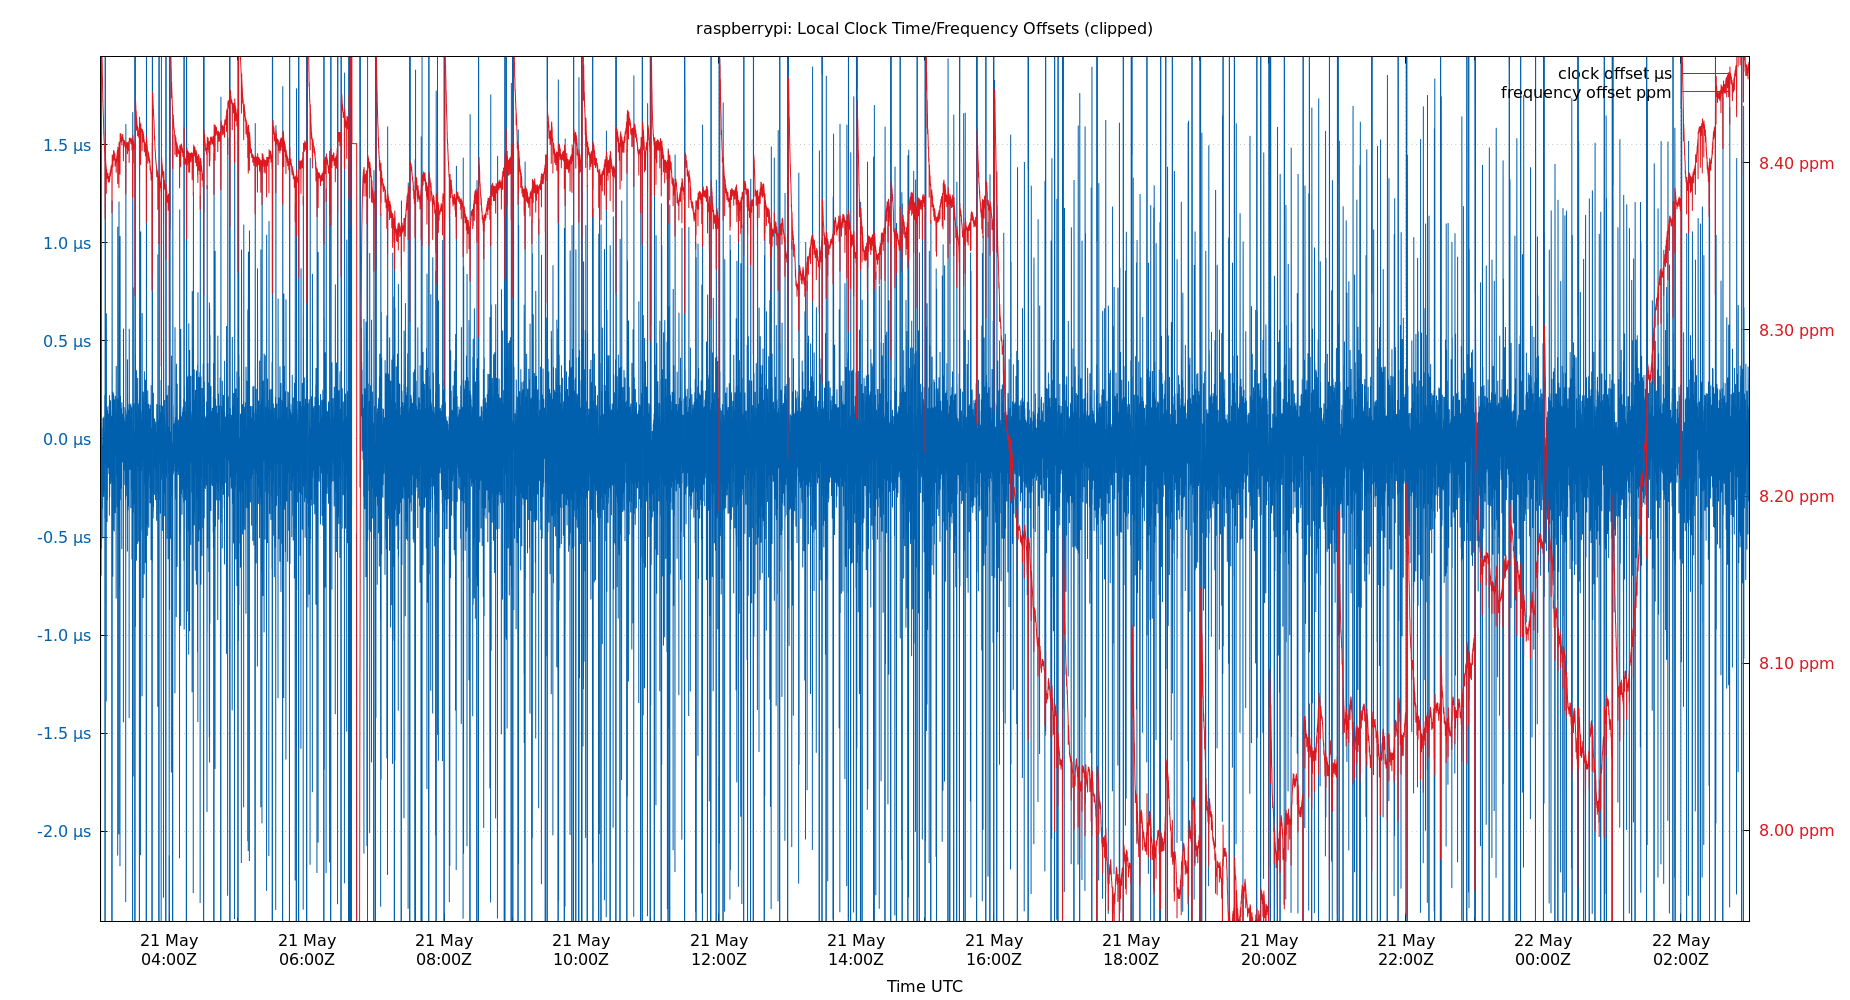 raspberrypi: Local Clock Time/Frequency Offsets (clipped)
clock offset µs
frequency offset ppm
1.5 µs
1.0 µs
0.5 µs
0.0 µs
-0.5 µs
-1.0 µs
-1.5 µs
-2.0 µs
8.40 ppm
8.30 ppm
8.20 ppm
8.10 ppm
8.00 ppm
21 May 21 May 21 May 21 May 21 May 21 May 21 May 21 May 21 May 21 May 22 May 22 May
04:00Z 06:00Z 08:00Z 10:00Z 12:00Z 14:00Z 16:00Z 18:00Z 20:00Z 22:00Z 00:00Z 02:00Z
Time UTC